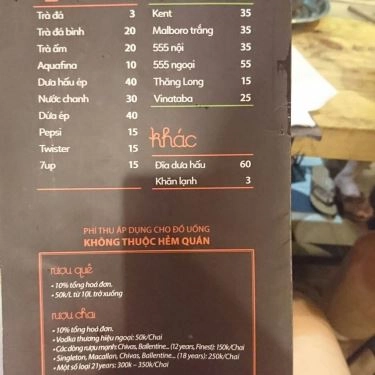 Trà đá 3
Trà đá bình 20
Trà ấm 20
Aquafina 10
Dưa hấu ép 40
Nước chanh 30
Dừa ép 40
Pepsi 15
Twister 15
7up 15
Kent 35
Malboro trắng 35
555 nội 35
555 ngoại 55
Thăng Long 15
Vinataba 25
khác
Đĩa dưa hấu 60
Khăn lạnh 3
PHÍ THU ÁP DỤNG CHO ĐỒ UỐNG
KHÔNG THUỘC HẺM QUÁN
rượu quê
• 10% tổng hoá đơn.
• 50k/L từ 10L trở xuống
rượu chai
• 10% tổng hoá đơn.
• Vodka thương hiệu ngoại: 50k/Chai
• Các dòng rượu mạnh: Chivas, Ballentine... (12 years, Finest): 150k/Chai
• Singleton, Macallan, Chivas, Ballentine... (18 years): 250k/Chai
• Một số loại 21years: 300k – 350k/Chai